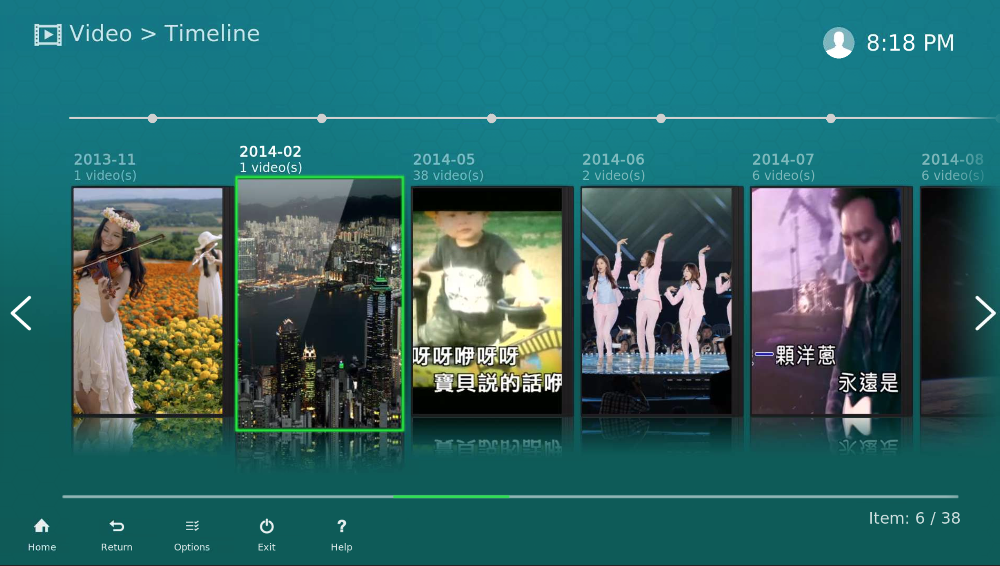 Video > Timeline
8:18 PM
2013-11
1 video(s)
2014-02
1 video(s)
2014-05
38 video(s)
2014-06
2 video(s)
2014-07
6 video(s)
2014-08
6 video(s)
呀呀咿呀呀
寶貝説的話咿
一顆洋蔥
永遠是
Item: 6 / 38
Home
Return
Options
Exit
? Help